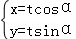 x=tcosα
y=tsinα